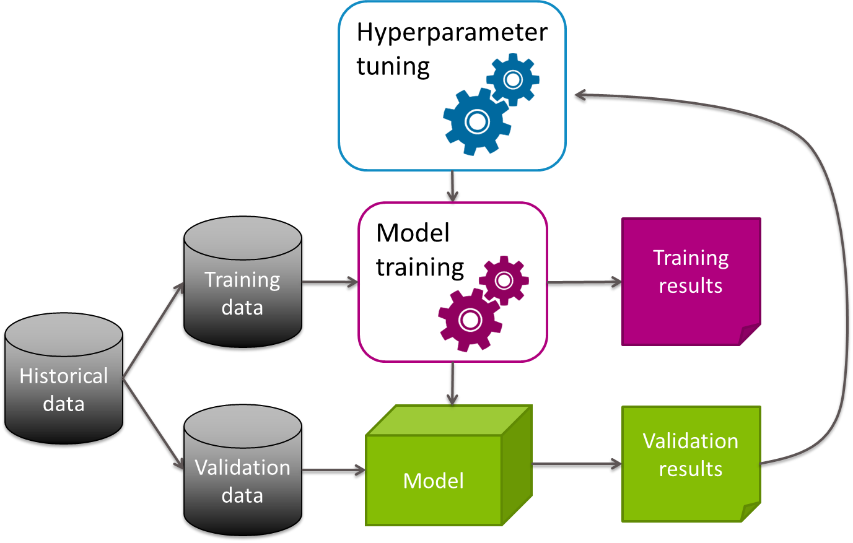 Hyperparameter
tuning
Model
training
Training
data
Training
results
Historical
data
Validation
data
Model
Validation
results